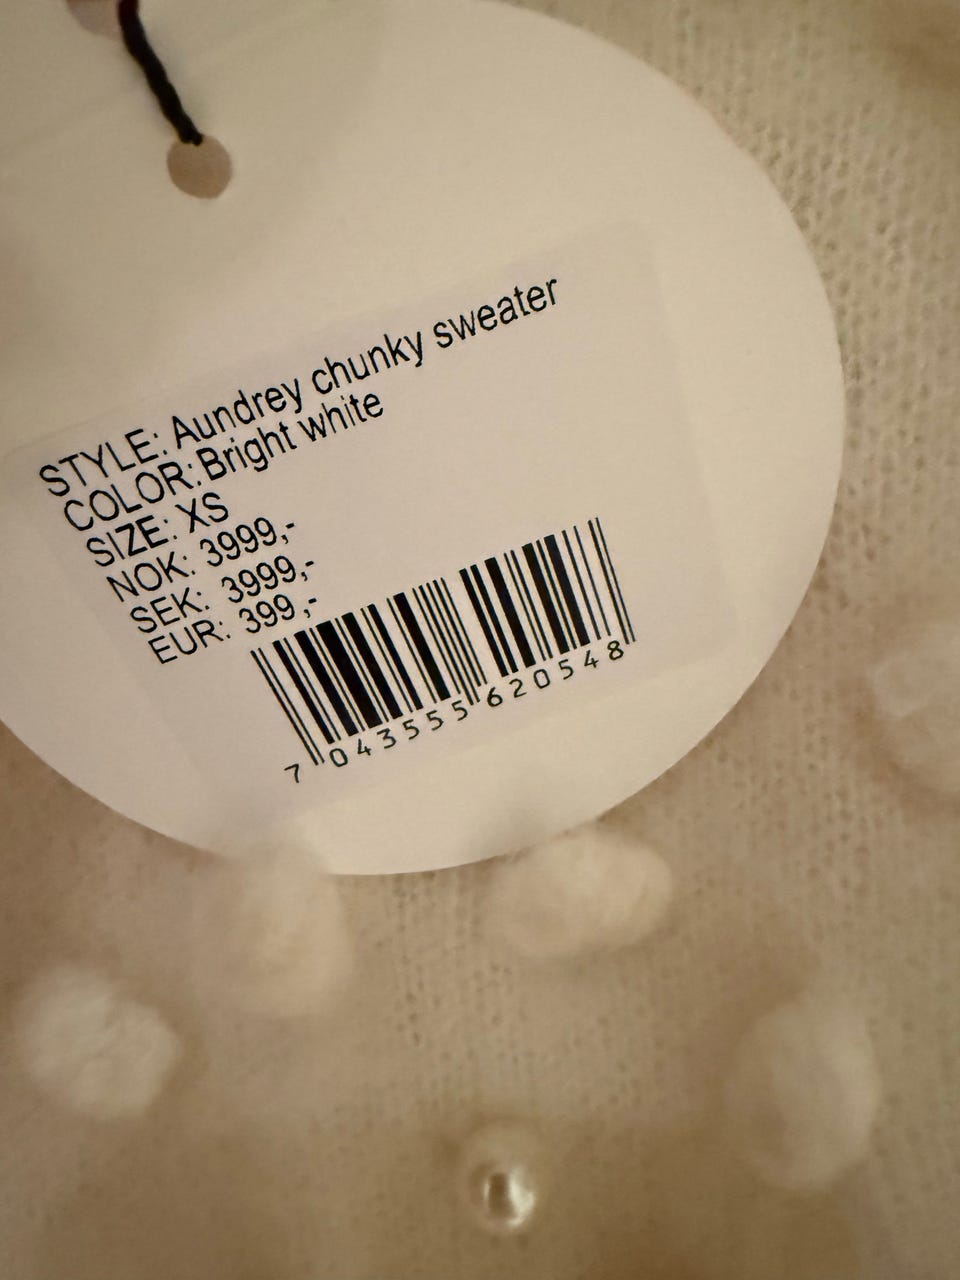 STYLE: Aundrey chunky sweater
COLOR: Bright white
SIZE: XS
NOK: 3999,-
SEK: 3999,-
EUR: 399 ,-
7 043555 620548